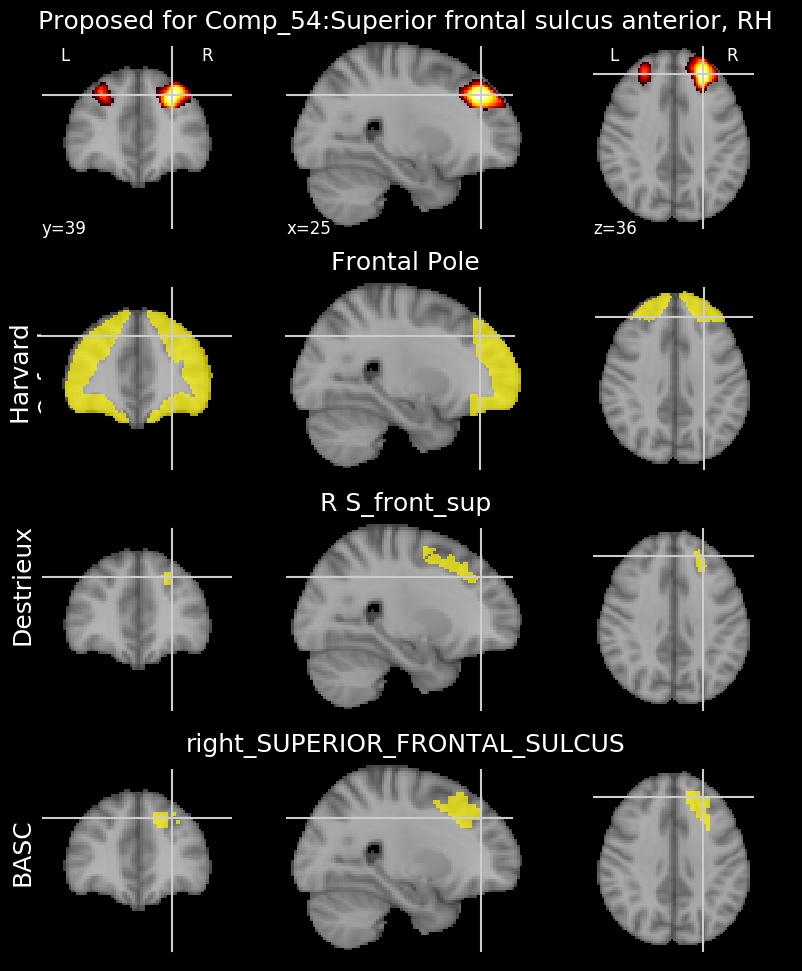 Proposed for Comp_54:Superior frontal sulcus anterior, RH
L R L R
y=39 x=25 z=36
Frontal Pole
Harvard
R S_front_sup
Destrieux
right_SUPERIOR_FRONTAL_SULCUS
BASC